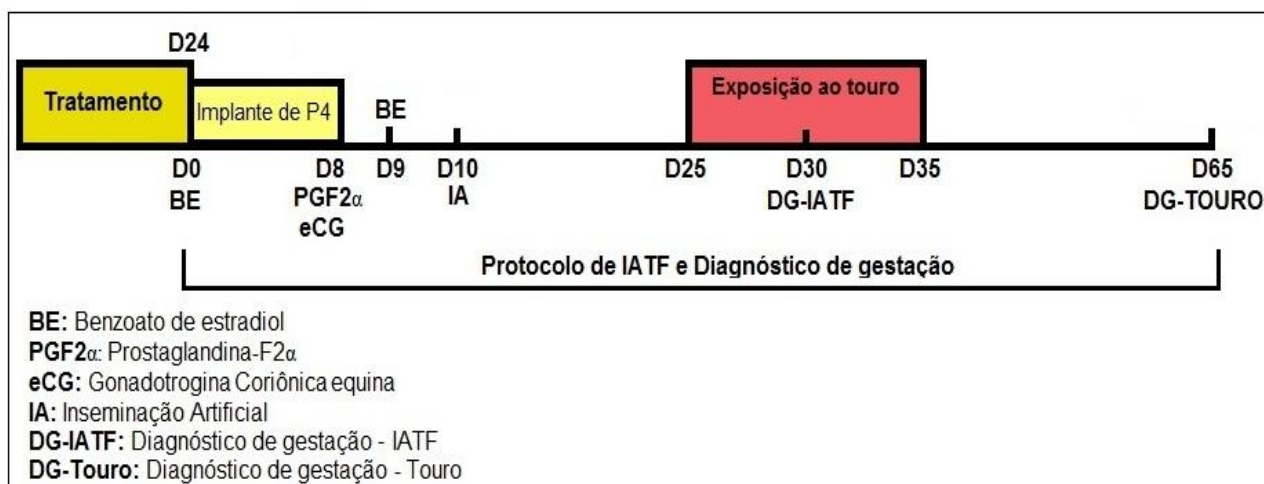 D24
Tratamento
Implante de P4
BE
Exposição ao touro
D0 D8 D9 D10 D25 D30 D35 D65
BE PGF2α IA DG-IATF DG-TOURO
eCG
Protocolo de IATF e Diagnóstico de gestação
BE: Benzoato de estradiol
PGF2α: Prostaglandina-F2α
eCG: Gonadotrogina Coriônica equina
IA: Inseminação Artificial
DG-IATF: Diagnóstico de gestação - IATF
DG-Touro: Diagnóstico de gestação - Touro